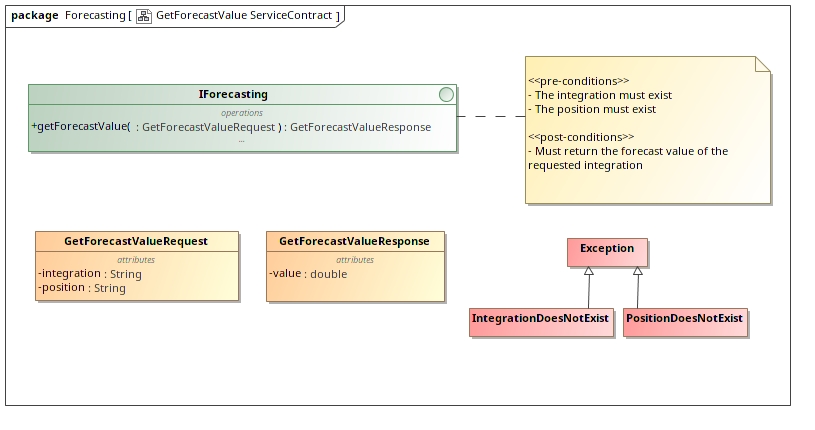 package Forecasting [ GetForecastValue ServiceContract ]
IForecasting
operations
+getForecastValue( : GetForecastValueRequest ) : GetForecastValueResponse
...
<<pre-conditions>>
- The integration must exist
- The position must exist
<<post-conditions>>
- Must return the forecast value of the
requested integration
GetForecastValueRequest
attributes
-integration : String
-position : String
GetForecastValueResponse
attributes
-value : double
Exception
IntegrationDoesNotExist
PositionDoesNotExist